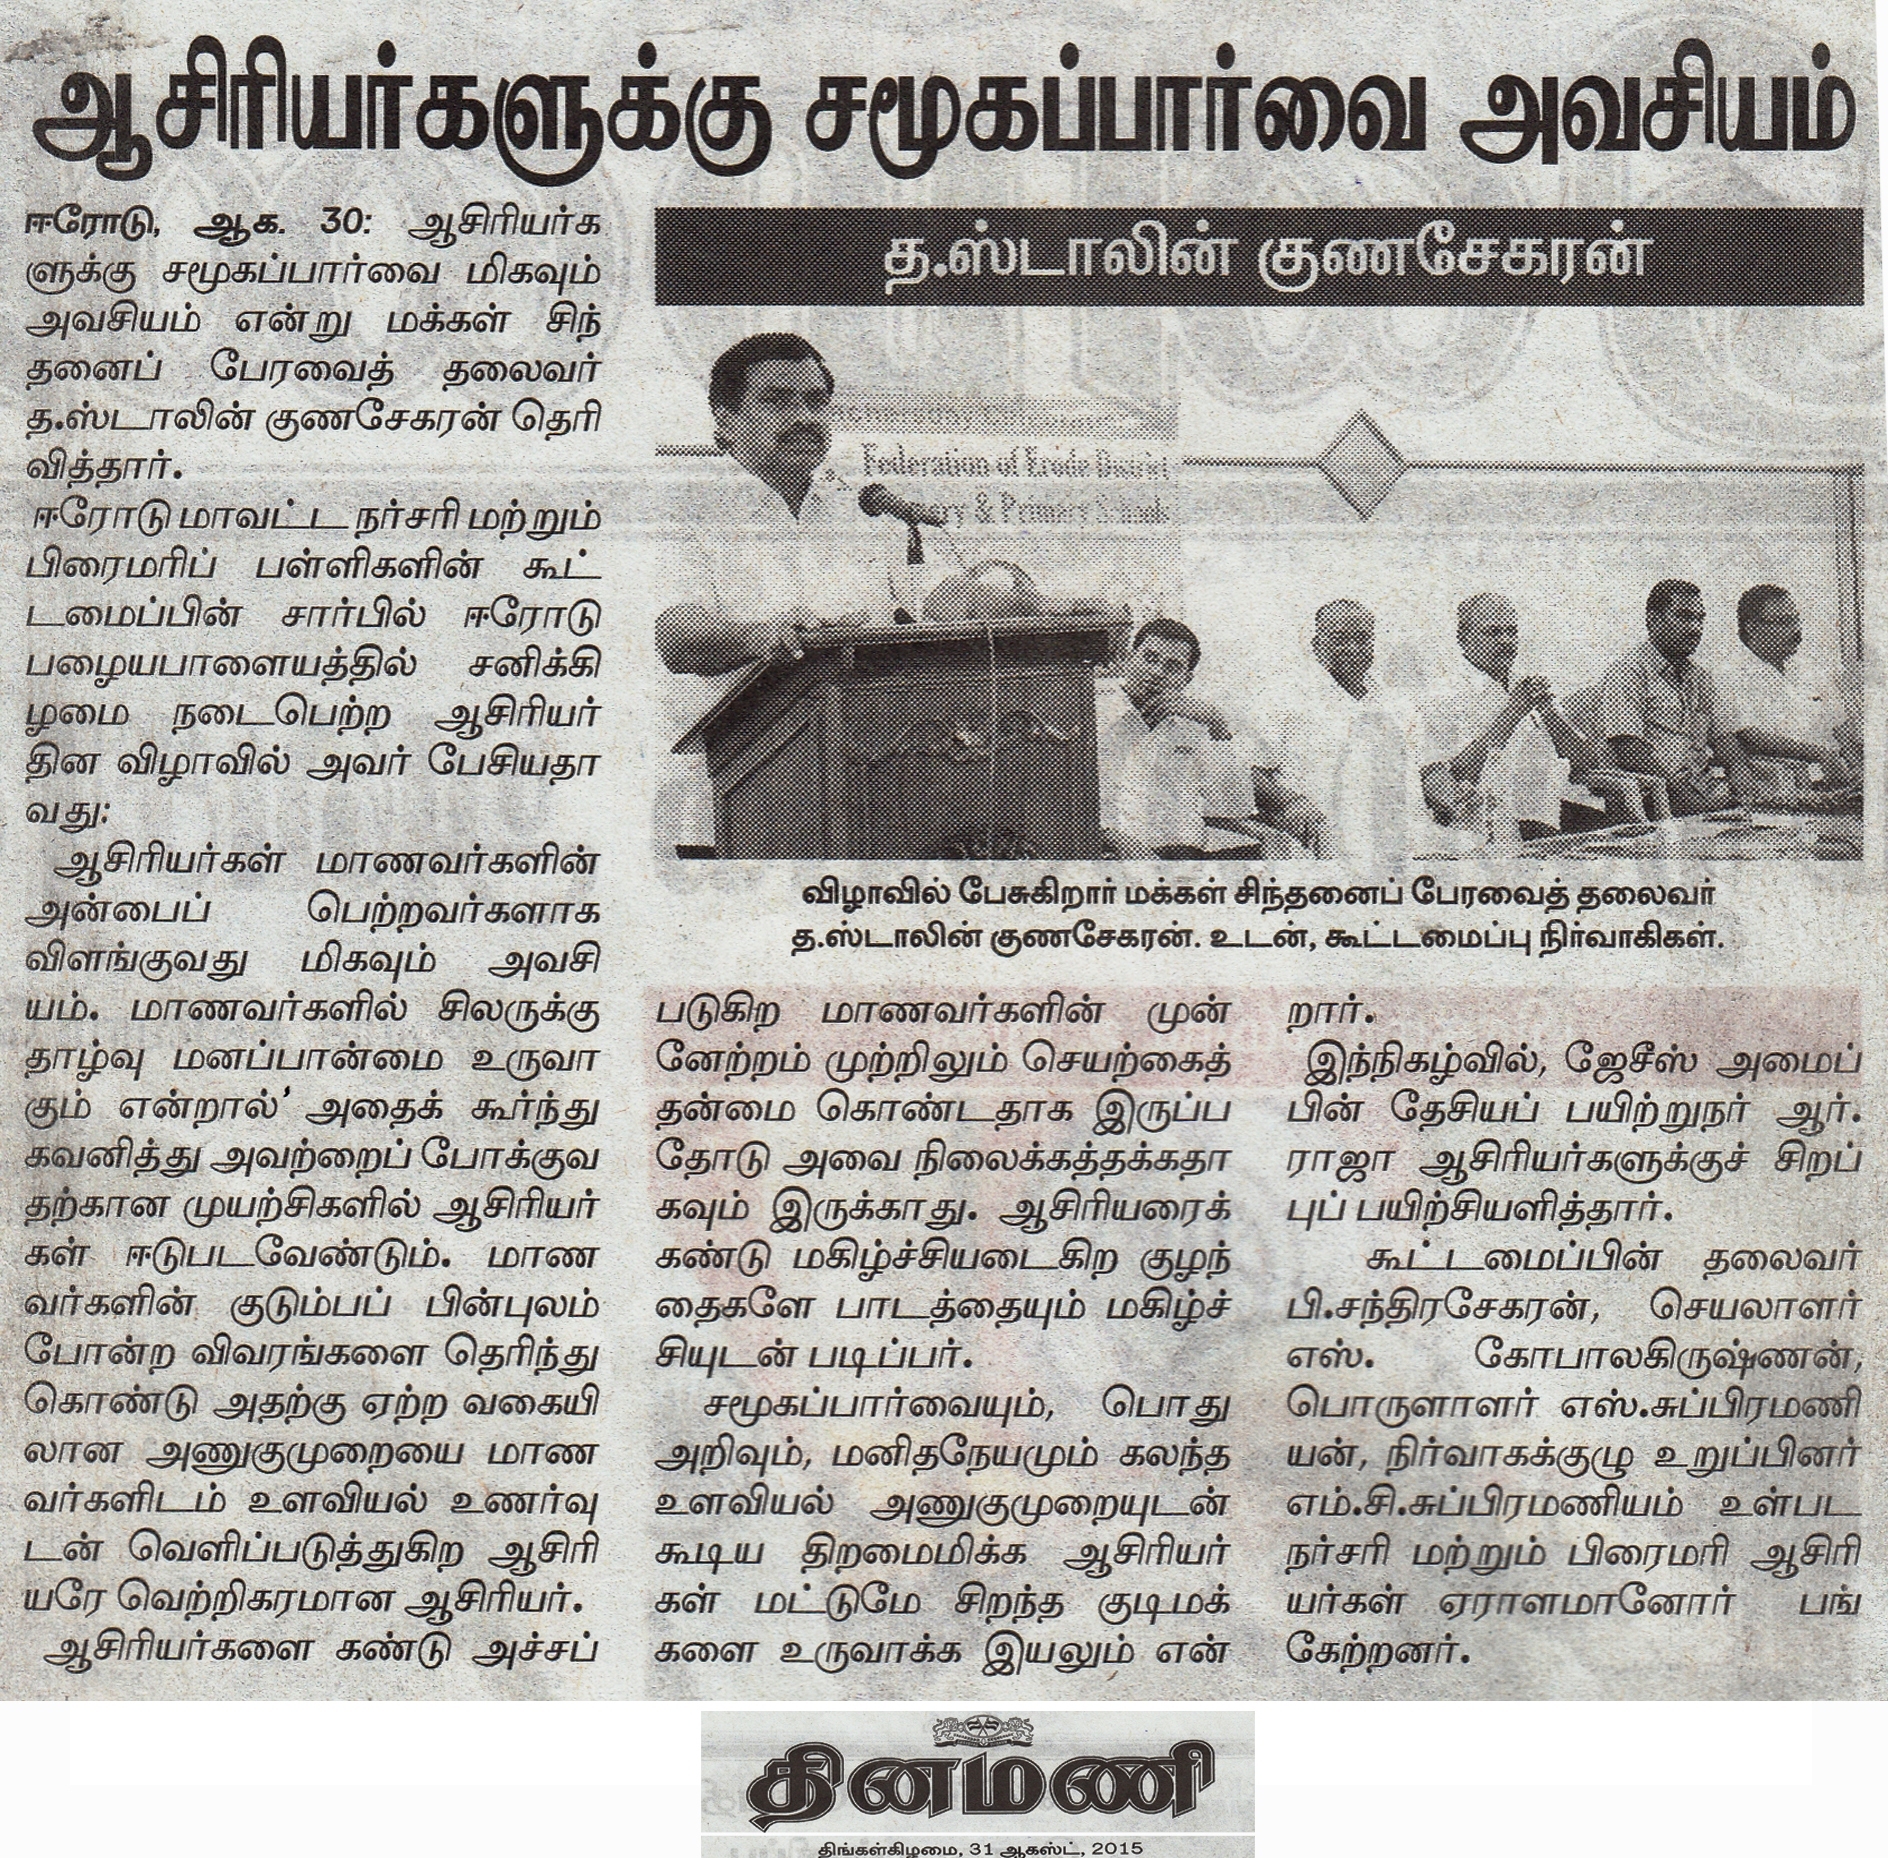 ஆசிரியர்களுக்கு சமூகப்பார்வை அவசியம்
த.ஸ்டாலின் குணசேகரன்
ஈரோடு, ஆக. 30: ஆசிரியர்க
ளுக்கு சமூகப்பார்வை மிகவும்
அவசியம் என்று மக்கள் சிந்
தனைப் பேரவைத் தலைவர்
த.ஸ்டாலின் குணசேகரன் தெரி
வித்தார்.
ஈரோடு மாவட்ட நர்சரி மற்றும்
பிரைமரிப் பள்ளிகளின் கூட்
டமைப்பின் சார்பில் ஈரோடு
பழையபாளையத்தில் சனிக்கி
ழமை நடைபெற்ற ஆசிரியர்
தின விழாவில் அவர் பேசியதா
வது:
ஆசிரியர்கள் மாணவர்களின்
அன்பைப் பெற்றவர்களாக
விளங்குவது மிகவும் அவசி
யம். மாணவர்களில் சிலருக்கு
தாழ்வு மனப்பான்மை உருவா
கும் என்றால்' அதைக் கூர்ந்து
கவனித்து அவற்றைப் போக்குவ
தற்கான முயற்சிகளில் ஆசிரியர்
கள் ஈடுபடவேண்டும். மாண
வர்களின் குடும்பப் பின்புலம்
போன்ற விவரங்களை தெரிந்து
கொண்டு அதற்கு ஏற்ற வகையி
லான அணுகுமுறையை மாண
வர்களிடம் உளவியல் உணர்வு
டன் வெளிப்படுத்துகிற ஆசிரி
யரே வெற்றிகரமான ஆசிரியர்.
ஆசிரியர்களை கண்டு அச்சப்
Federation of Erode District
& Primary School
விழாவில் பேசுகிறார் மக்கள் சிந்தனைப் பேரவைத் தலைவர்
த.ஸ்டாலின் குணசேகரன். உடன், கூட்டமைப்பு நிர்வாகிகள்.
படுகிற மாணவர்களின் முன்
னேற்றம் முற்றிலும் செயற்கைத்
தன்மை கொண்டதாக இருப்ப
தோடு அவை நிலைக்கத்தக்கதா
கவும் இருக்காது. ஆசிரியரைக்
கண்டு மகிழ்ச்சியடைகிற குழந்
தைகளே பாடத்தையும் மகிழ்ச்
சியுடன் படிப்பர்.
சமூகப்பார்வையும், பொது
அறிவும், மனிதநேயமும் கலந்த
உளவியல் அணுகுமுறையுடன்
கூடிய திறமைமிக்க ஆசிரியர்
கள் மட்டுமே சிறந்த குடிமக்
களை உருவாக்க இயலும் என்
றார்.
இந்நிகழ்வில், ஜேசீஸ் அமைப்
பின் தேசியப் பயிற்றுநர் ஆர்.
ராஜா ஆசிரியர்களுக்குச் சிறப்
புப் பயிற்சியளித்தார்.
கூட்டமைப்பின் தலைவர்
பி.சந்திரசேகரன், செயலாளர்
எஸ். கோபாலகிருஷ்ணன்,
பொருளாளர் எஸ்.சுப்பிரமணி
யன், நிர்வாகக்குழு உறுப்பினர்
எம்.சி.சுப்பிரமணியம் உள்பட
நர்சரி மற்றும் பிரைமரி ஆசிரி
யர்கள் ஏராளமானோர் பங்
கேற்றனர்.
தினமணி
திங்கள்கிழமை, 31 ஆகஸ்ட், 2015